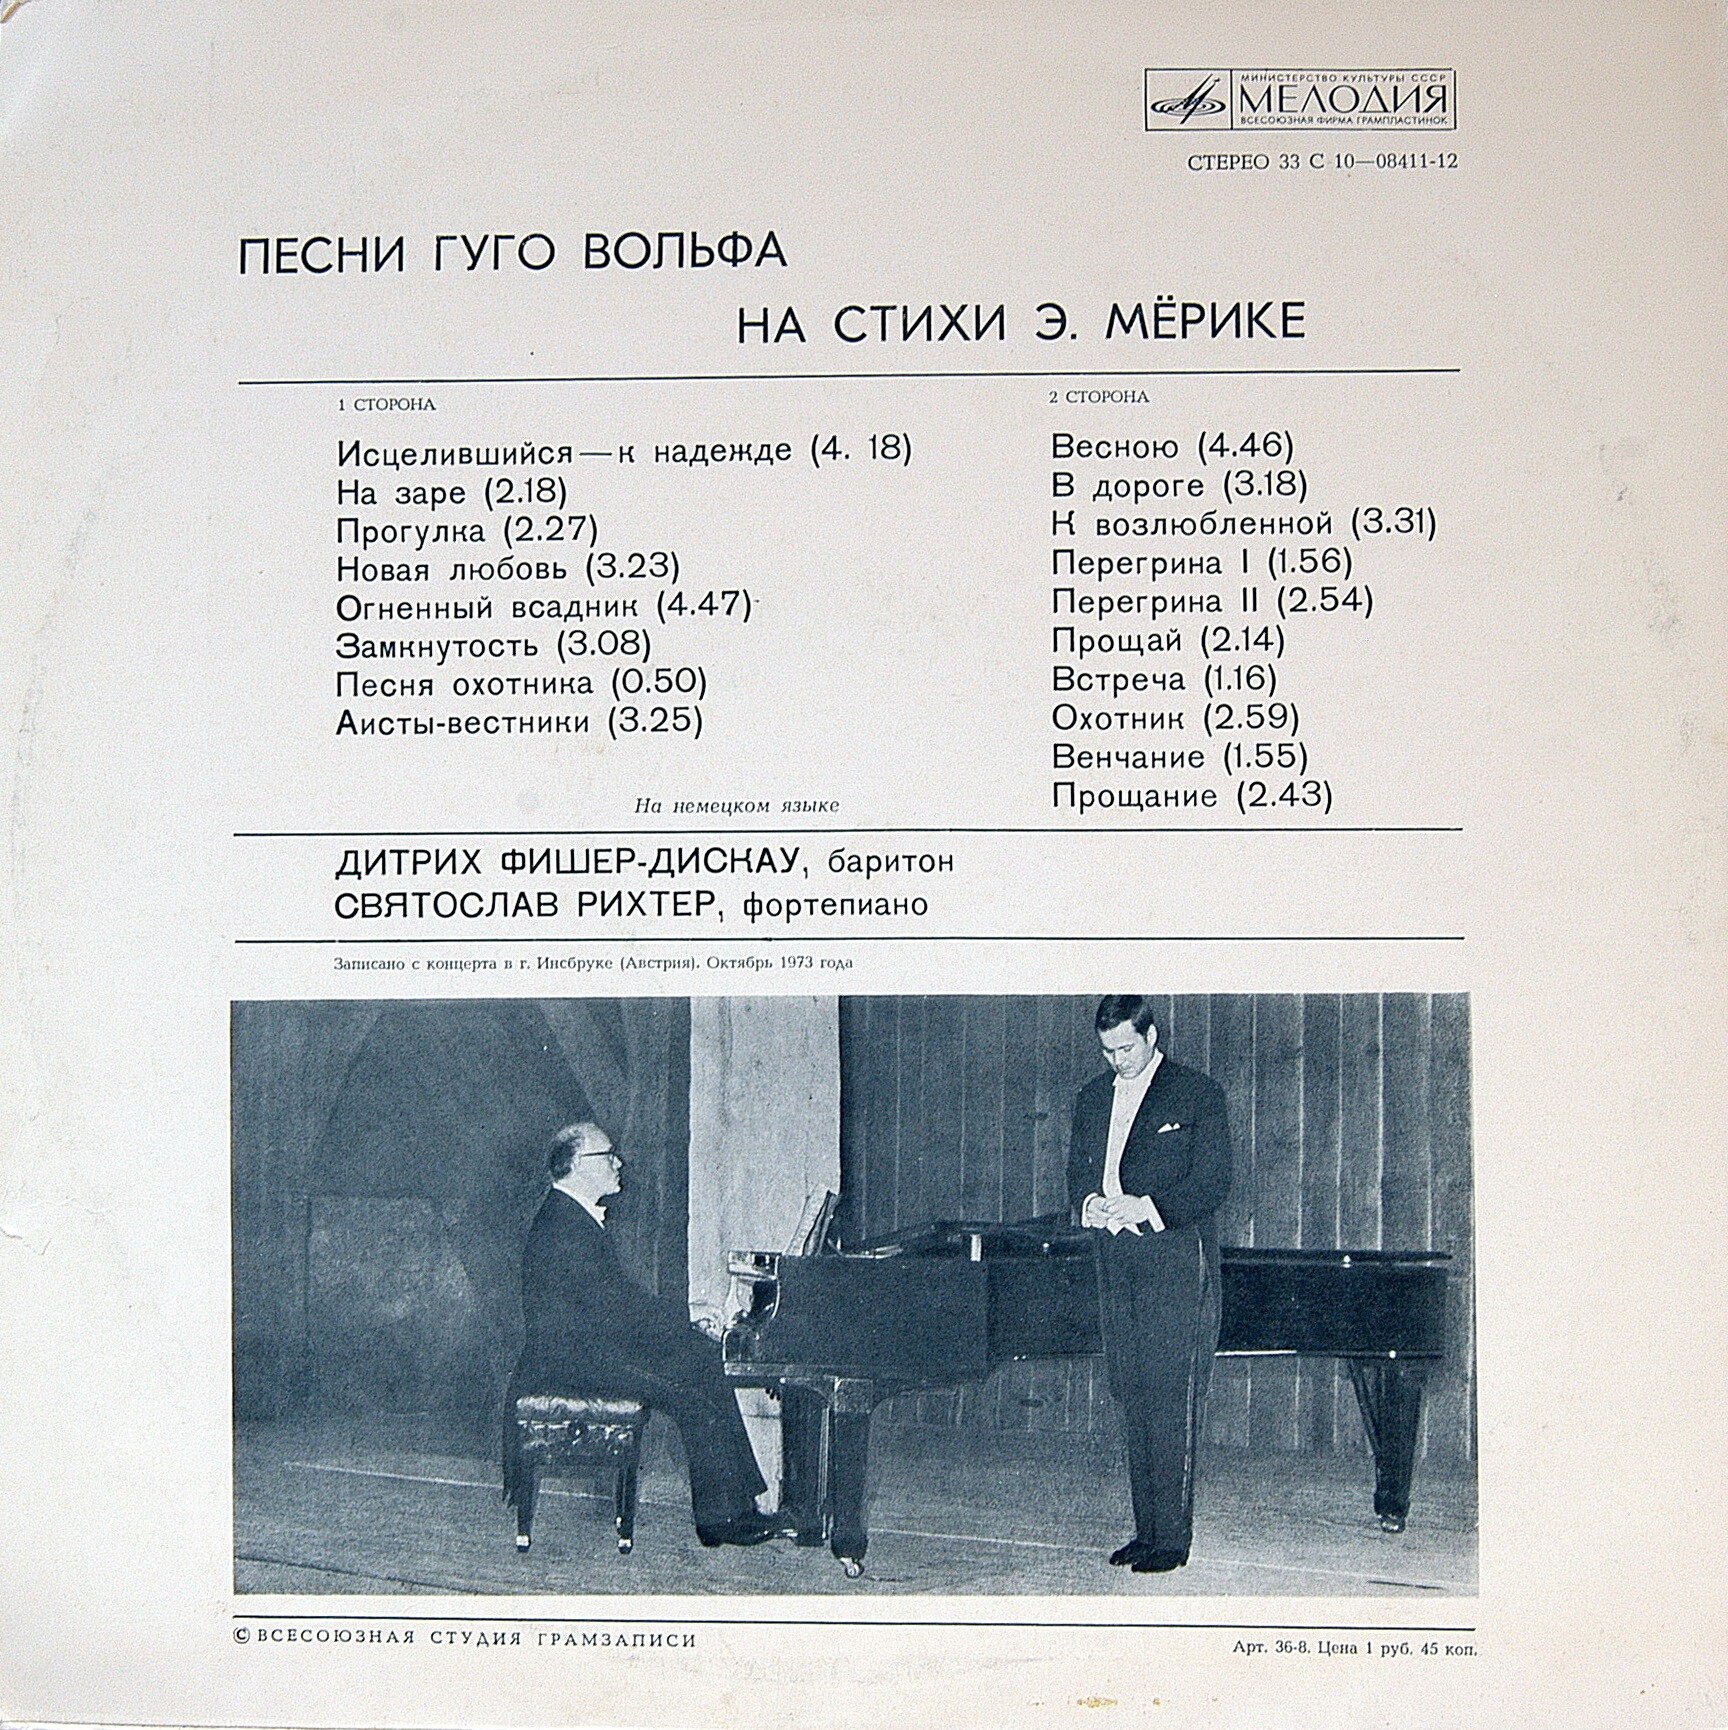 МИНИСТЕРСТВО КУЛЬТУРЫ СССР
МЕЛОДИЯ
ВСЕСОЮЗНАЯ ФИРМА ГРАМПЛАСТИНОК
СТЕРЕО 33 С 10—08411-12
ПЕСНИ ГУГО ВОЛЬФА
НА СТИХИ Э. МЁРИКЕ
1 СТОРОНА
Исцелившийся — к надежде (4. 18)
На заре (2.18)
Прогулка (2.27)
Новая любовь (3.23)
Огненный всадник (4.47)
Замкнутость (3.08)
Песня охотника (0.50)
Аисты-вестники (3.25)
2 СТОРОНА
Весною (4.46)
В дороге (3.18)
К возлюбленной (3.31)
Перегрина I (1.56)
Перегрина II (2.54)
Прощай (2.14)
Встреча (1.16)
Охотник (2.59)
Венчание (1.55)
Прощание (2.43)
На немецком языке
ДИТРИХ ФИШЕР-ДИСКАУ, баритон
СВЯТОСЛАВ РИХТЕР, фортепиано
Записано с концерта в г. Инсбруке (Австрия). Октябрь 1973 года
© ВСЕСОЮЗНАЯ СТУДИЯ ГРАМЗАПИСИ
Арт. 36-8. Цена 1 руб. 45 коп.